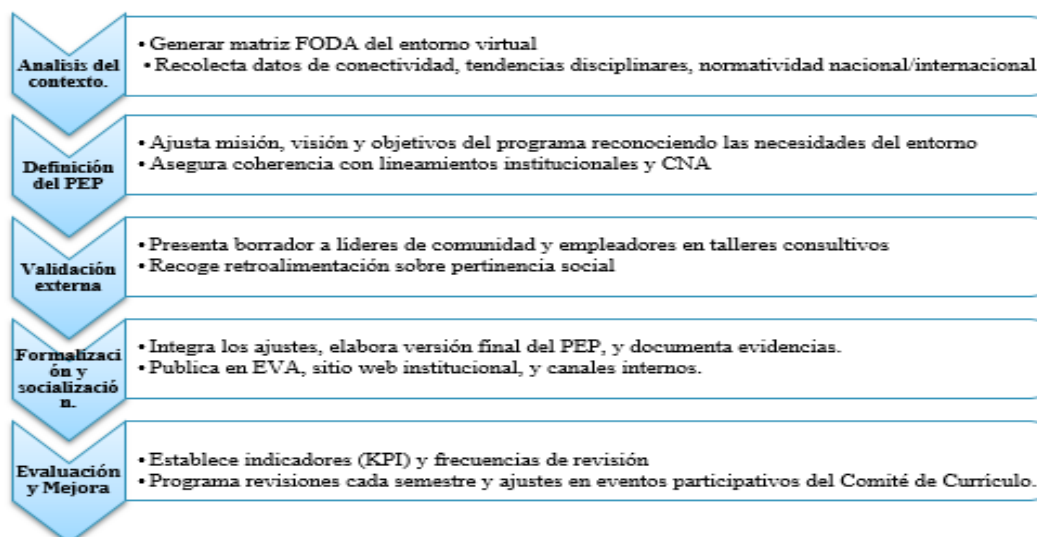 Analisis del
contexto.
• Generar matriz FODA del entorno virtual
• Recolecta datos de conectividad, tendencias disciplinares, normatividad nacional/internacional
Definición
del PEP
• Ajusta misión, visión y objetivos del programa reconociendo las necesidades del entorno
• Asegura coherencia con lineamientos institucionales y CNA
Validación
externa
• Presenta borrador a líderes de comunidad y empleadores en talleres consultivos
• Recoge retroalimentación sobre pertinencia social
Formalizaci
ón y
socializació
n.
• Integra los ajustes, elabora versión final del PEP, y documenta evidencias.
• Publica en EVA, sitio web institucional, y canales internos.
Evaluación
y Mejora
• Establece indicadores (KPI) y frecuencias de revisión
• Programa revisiones cada semestre y ajustes en eventos participativos del Comité de Curriculo.